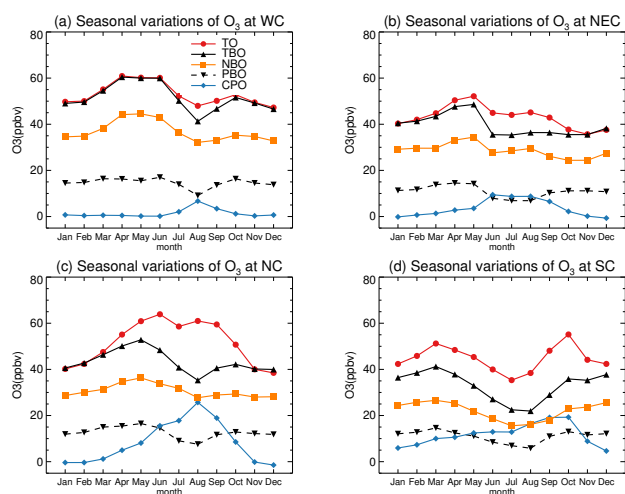 (a) Seasonal variations of O3 at WC
(b) Seasonal variations of O3 at NEC
80
60
40
20
0
O3(ppbv)
TO
TBO
NBO
PBO
CPO
Jan Feb Mar Apr May Jun Jul Aug Sep Oct Nov Dec
month
80
60
40
20
0
O3(ppbv)
Jan Feb Mar Apr May Jun Jul Aug Sep Oct Nov Dec
month
(c) Seasonal variations of O3 at NC
(d) Seasonal variations of O3 at SC
80
60
40
20
0
O3(ppbv)
Jan Feb Mar Apr May Jun Jul Aug Sep Oct Nov Dec
80
60
40
20
0
O3(ppbv)
Jan Feb Mar Apr May Jun Jul Aug Sep Oct Nov Dec